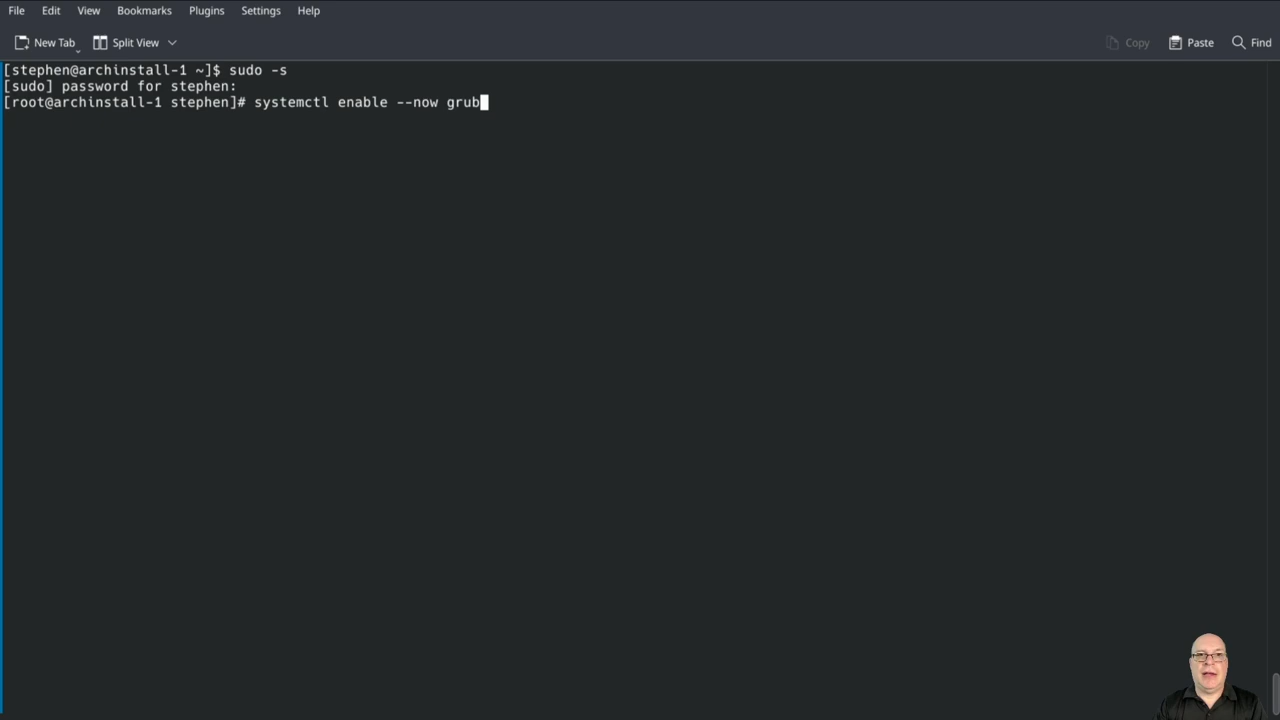 File Edit View Bookmarks Plugins Settings Help
New Tab Split View Copy Paste Find
[stephen@archinstall-1 ~]$ sudo -s
[sudo] password for stephen:
[root@archinstall-1 stephen]# systemctl enable --now grub